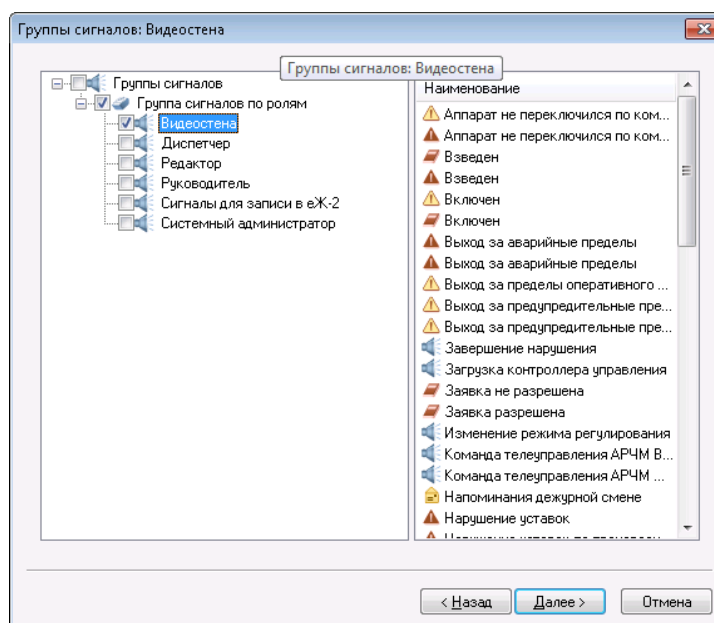 Группы сигналов: Видеостена
Группы сигналов: Видеостена
Группы сигналов
Группа сигналов по ролям
Видеостена
Диспетчер
Редактор
Руководитель
Сигналы для записи в еЖ-2
Системный администратор
Наименование
Аппарат не переключился по ком...
Аппарат не переключился по ком...
Взведен
Взведен
Включен
Включен
Выход за аварийные пределы
Выход за аварийные пределы
Выход за пределы оперативного ...
Выход за предупредительные пре...
Выход за предупредительные пре...
Завершение нарушения
Загрузка контроллера управления
Заявка не разрешена
Заявка разрешена
Изменение режима регулирования
Команда телеуправления АРЧМ В...
Команда телеуправления АРЧМ ...
Напоминания дежурной смене
Нарушение уставок
< Назад
Далее >
Отмена